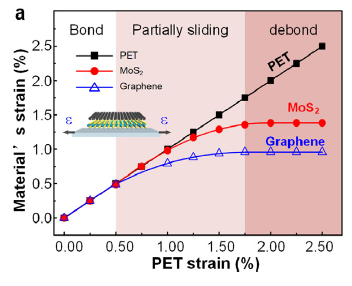 a
Bond Partially sliding debond
PET
MoS2
Graphene
ε ε
PET
MoS2
Graphene
Material' s strain (%)
2.5
2.0
1.5
1.0
0.5
0.0
0.00 0.50 1.00 1.50 2.00 2.50
PET strain (%)